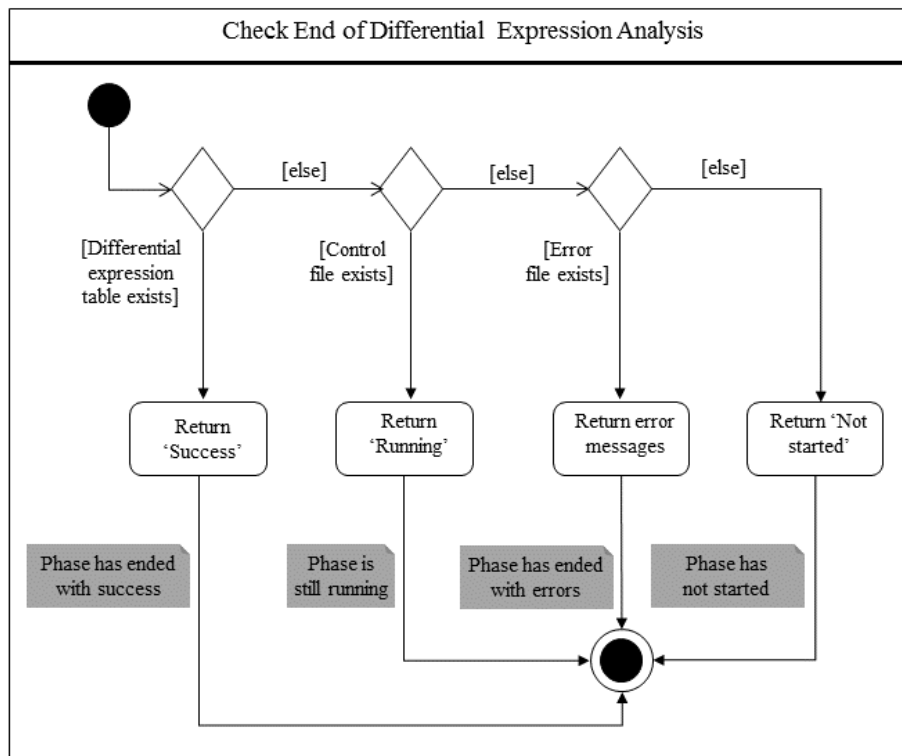 Check End of Differential Expression Analysis
[else]
[else]
[else]
[Differential
expression
table exists]
[Control
file exists]
[Error
file exists]
Return
‘Success’
Return
‘Running’
Return error
messages
Return ‘Not
started’
Phase has ended
with success
Phase is
still running
Phase has ended
with errors
Phase has
not started